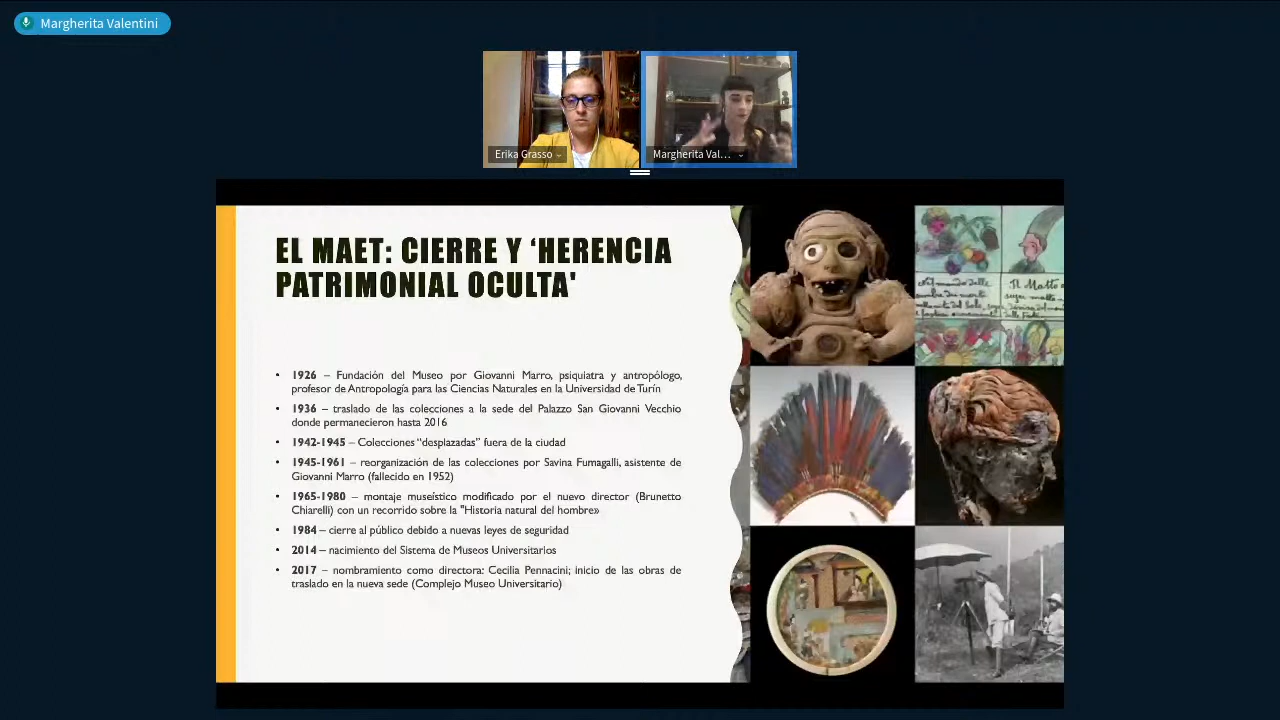 Margherita Valentini
Erika Grasso
Margherita Val...
EL MAET: CIERRE Y ‘HERENCIA
PATRIMONIAL OCULTA'
• 1926 – Fundación del Museo por Giovanni Marro, psiquiatra y antropólogo,
profesor de Antropología para las Ciencias Naturales en la Universidad de Turín
• 1936 – traslado de las colecciones a la sede del Palazzo San Giovanni Vecchio
donde permanecieron hasta 2016
• 1942-1945 – Colecciones “desplazadas” fuera de la ciudad
• 1945-1961 – reorganización de las colecciones por Savina Fumagalli, asistente de
Giovanni Marro (fallecido en 1952)
• 1965-1980 – montaje museístico modificado por el nuevo director (Brunetto
Chiarelli) con un recorrido sobre la "Historia natural del hombre»
• 1984 – cierre al público debido a nuevas leyes de seguridad
• 2014 – nacimiento del Sistema de Museos Universitarios
• 2017 – nombramiento como directora: Cecilia Pennacini; inicio de las obras de
traslado en la nueva sede (Complejo Museo Universitario)
Nel mondo delle
Il Matto